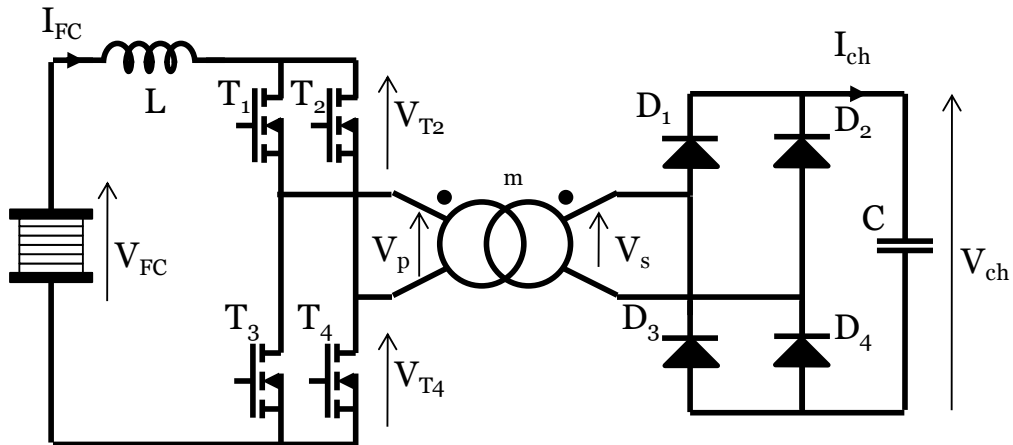 I_FC
L
T_1
T_2
V_T2
V_FC
V_p
m
V_s
T_3
T_4
V_T4
I_ch
D_1
D_2
C
V_ch
D_3
D_4